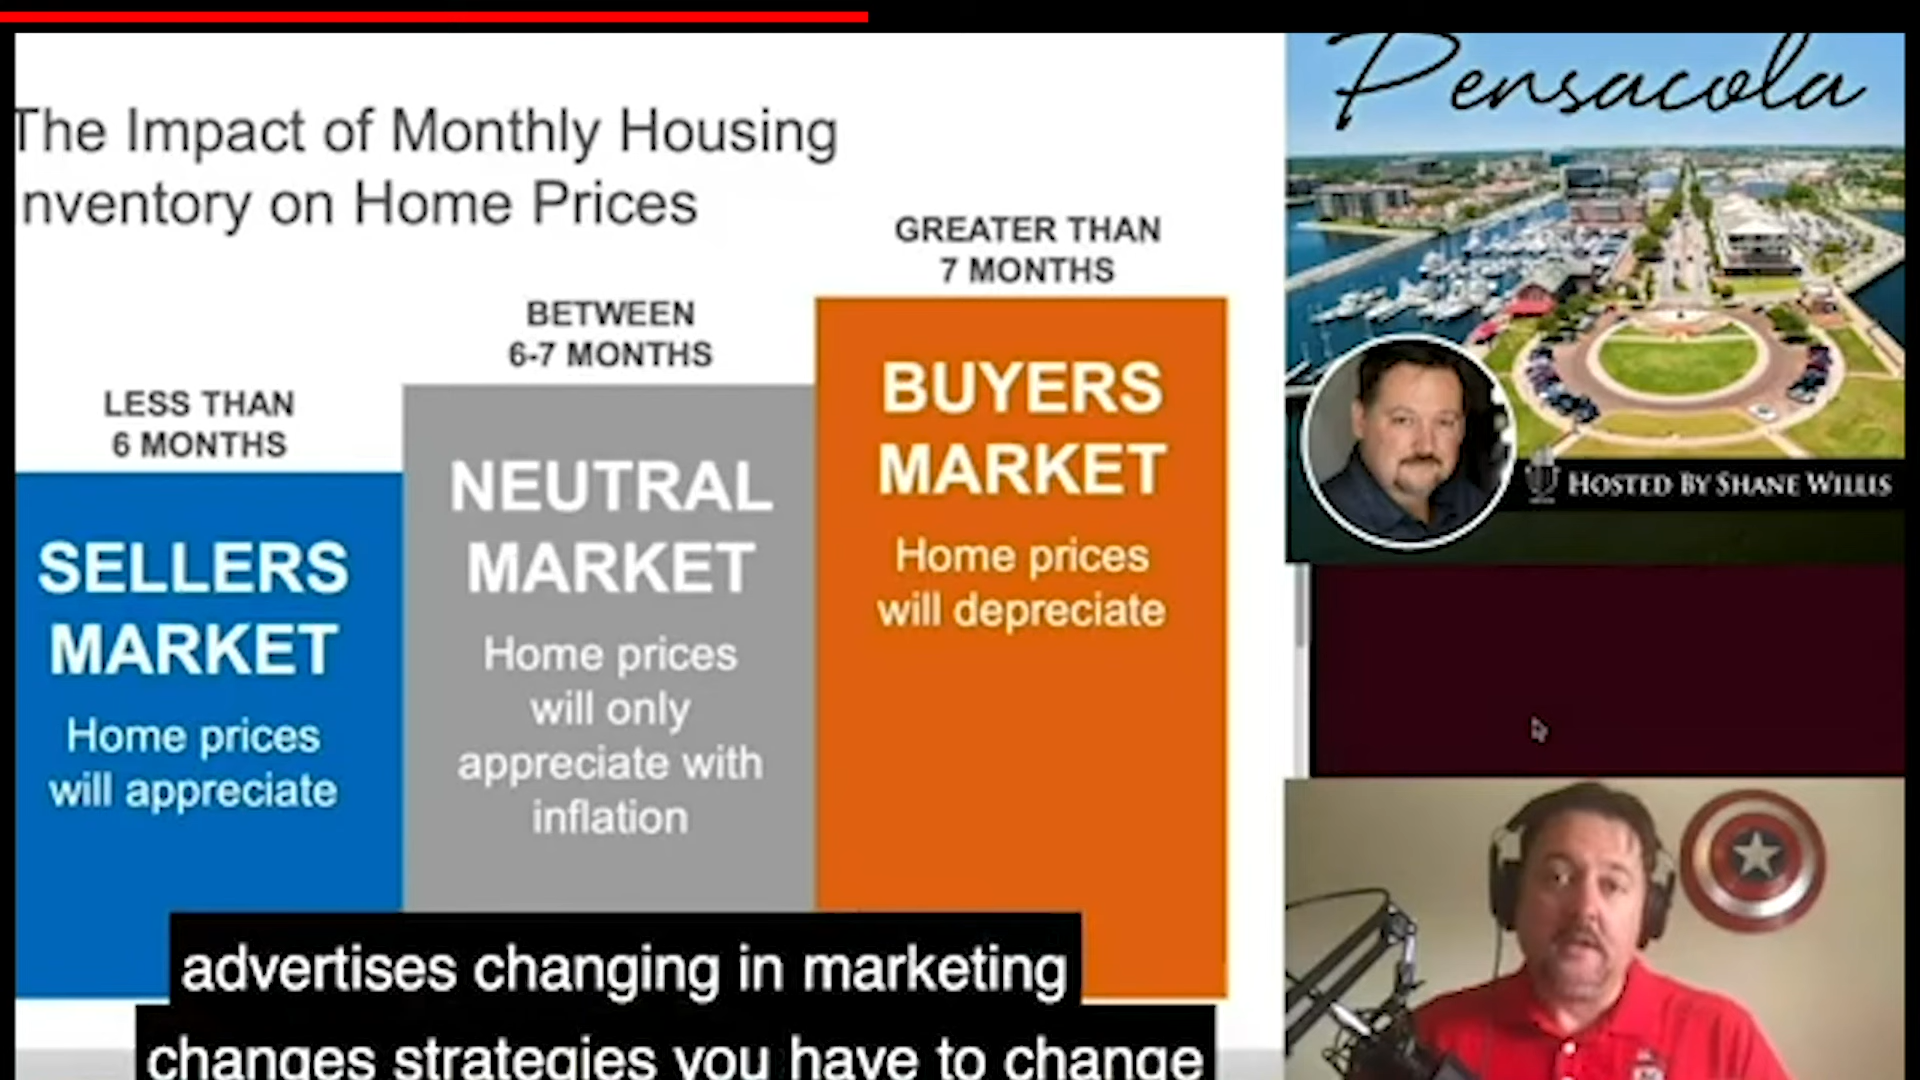 The Impact of Monthly Housing
nventory on Home Prices
LESS THAN
6 MONTHS
SELLERS
MARKET
Home prices
will appreciate
BETWEEN
6-7 MONTHS
NEUTRAL
MARKET
Home prices
will only
appreciate with
inflation
GREATER THAN
7 MONTHS
BUYERS
MARKET
Home prices
will depreciate
Pensacola
HOSTED BY SHANE WILLIS
advertises changing in marketing
changes strategies you have to change